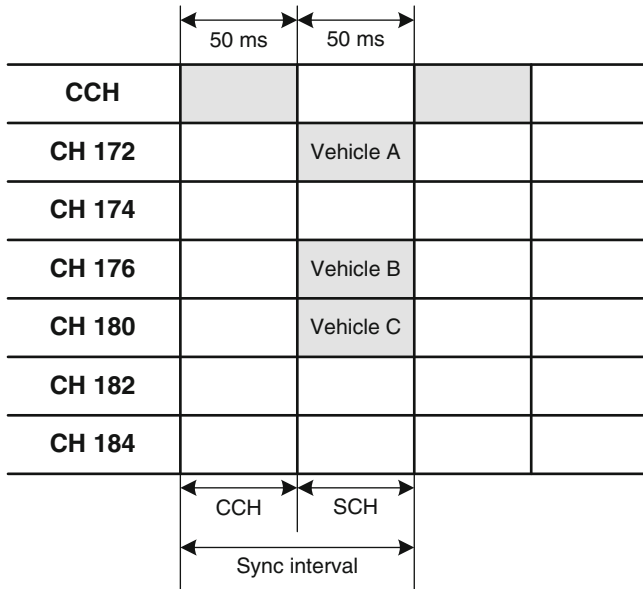 50 ms 50 ms
CCH
CH 172 Vehicle A
CH 174
CH 176 Vehicle B
CH 180 Vehicle C
CH 182
CH 184
CCH SCH
Sync interval